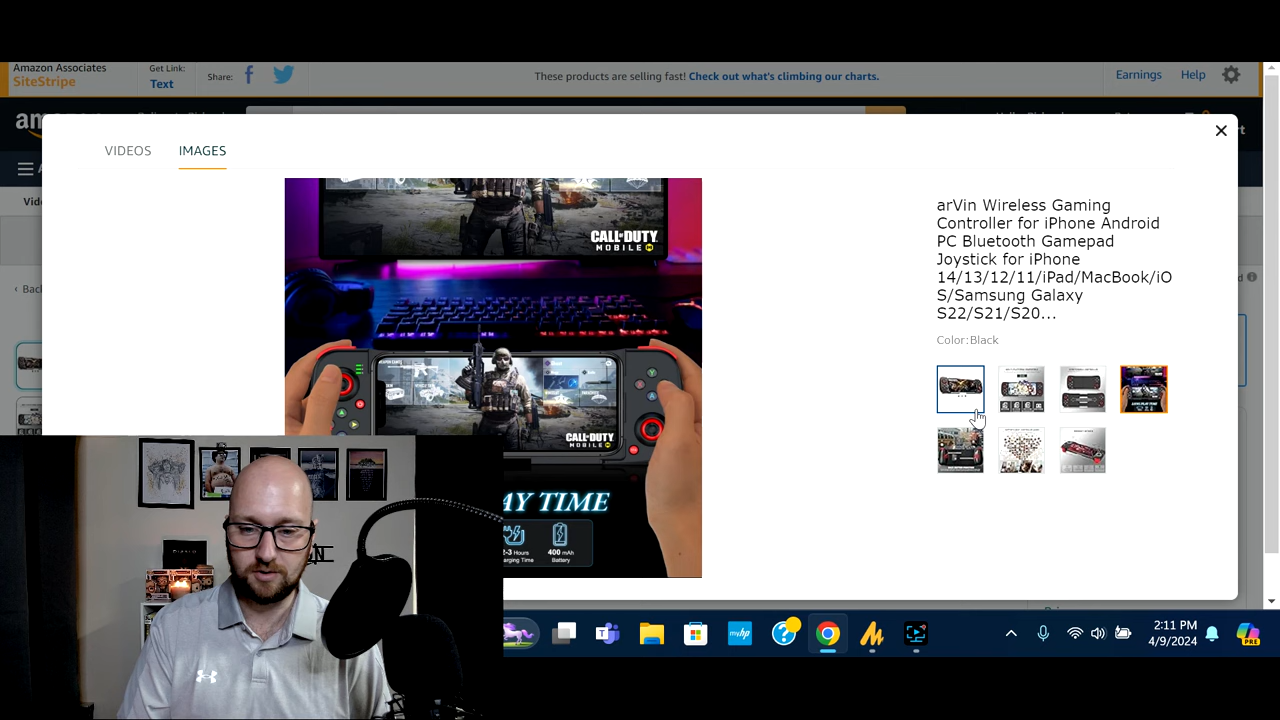 Amazon Associates
SiteStripe
Get Link:
Text
Share:
These products are selling fast! Check out what's climbing our charts.
Earnings
Help
VIDEOS
IMAGES
CALL•DUTY
MOBILE
CALL•DUTY
MOBILE
AY TIME
2-3 Hours
400 mAh
Battery
arVin Wireless Gaming
Controller for iPhone Android
PC Bluetooth Gamepad
Joystick for iPhone
14/13/12/11/iPad/MacBook/iO
S/Samsung Galaxy
S22/S21/S20...
Color:Black
‹ Back
2:11 PM
4/9/2024
myhp
PRE